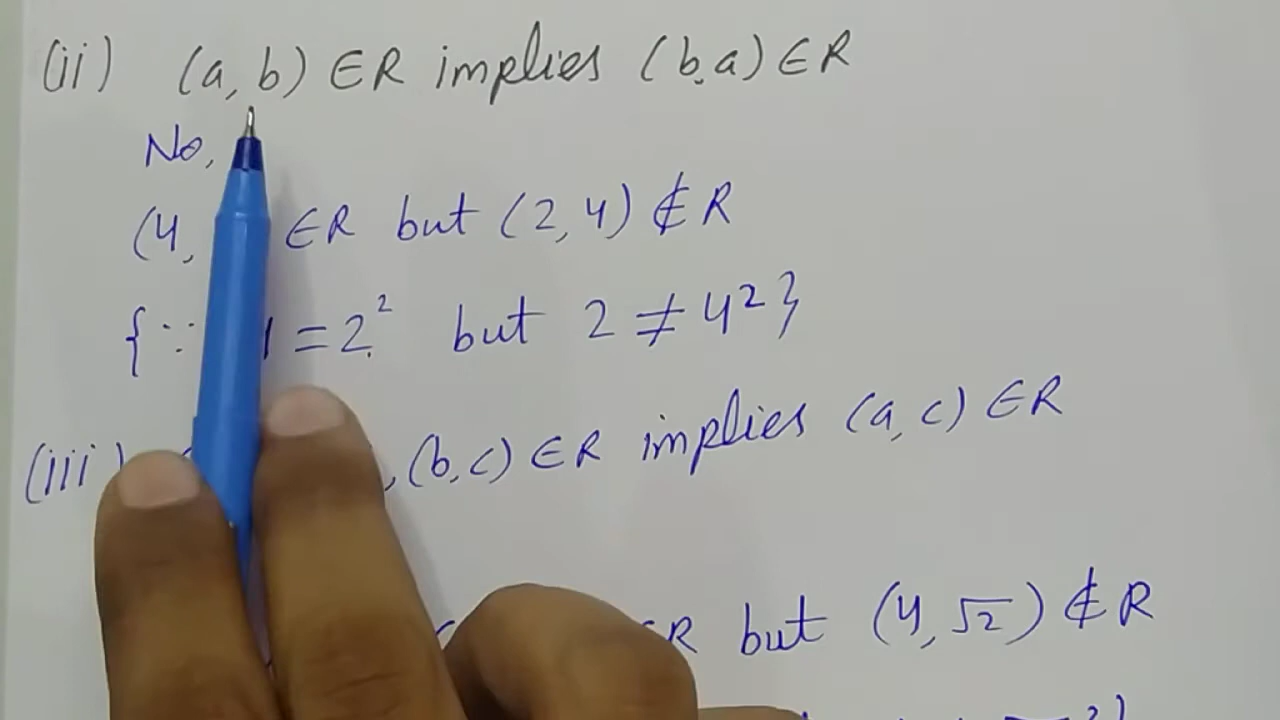 (ii) (a, b) ∈ R implies (b,a) ∈ R
No,
(4, ∈ R but (2,4) ∉ R
{∵ = 2² but 2 ≠ 4²}
(iii) , (b,c) ∈ R implies (a,c) ∈ R
R but (4, √2) ∉ R